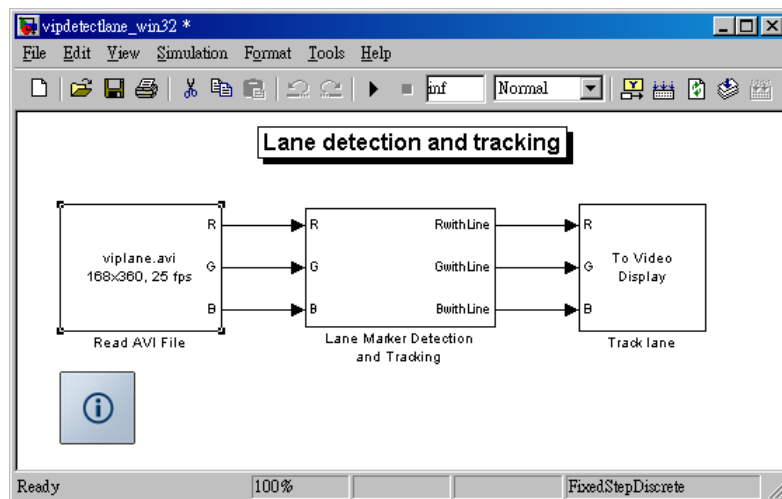 vipdetectlane_win32 *
File Edit View Simulation Format Tools Help
inf Normal
Lane detection and tracking
viplane.avi
168x360, 25 fps
R
G
B
Read AVI File
R
G
B
RwithLine
GwithLine
BwithLine
Lane Marker Detection
and Tracking
R
G
B
To Video
Display
Track lane
Ready 100% FixedStepDiscrete